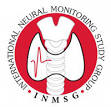 INTERNATIONAL NEURAL MONITORING STUDY GROUP
• INMSG •